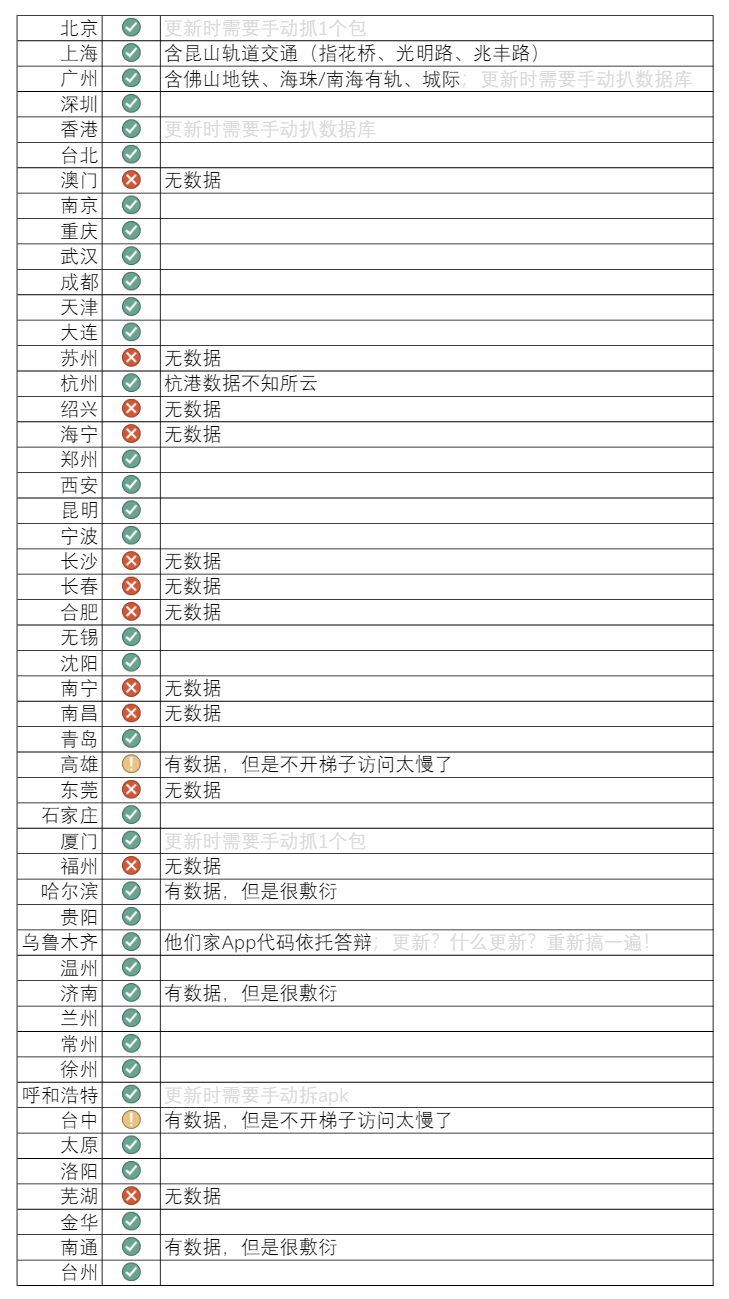 北京 更新时需要手动抓1个包
上海 含昆山轨道交通（指花桥、光明路、兆丰路）
广州 含佛山地铁、海珠/南海有轨、城际；更新时需要手动扒数据库
深圳
香港 更新时需要手动扒数据库
台北
澳门 无数据
南京
重庆
武汉
成都
天津
大连
苏州 无数据
杭州 杭港数据不知所云
绍兴 无数据
海宁 无数据
郑州
西安
昆明
宁波
长沙 无数据
长春 无数据
合肥 无数据
无锡
沈阳
南宁 无数据
南昌 无数据
青岛
高雄 有数据，但是不开梯子访问太慢了
东莞 无数据
石家庄
厦门 更新时需要手动抓1个包
福州 无数据
哈尔滨 有数据，但是很敷衍
贵阳
乌鲁木齐 他们家App代码依托答辩；更新？什么更新？重新搞一遍！
温州
济南 有数据，但是很敷衍
兰州
常州
徐州
呼和浩特 更新时需要手动拆apk
台中 有数据，但是不开梯子访问太慢了
太原
洛阳
芜湖 无数据
金华
南通 有数据，但是很敷衍
台州